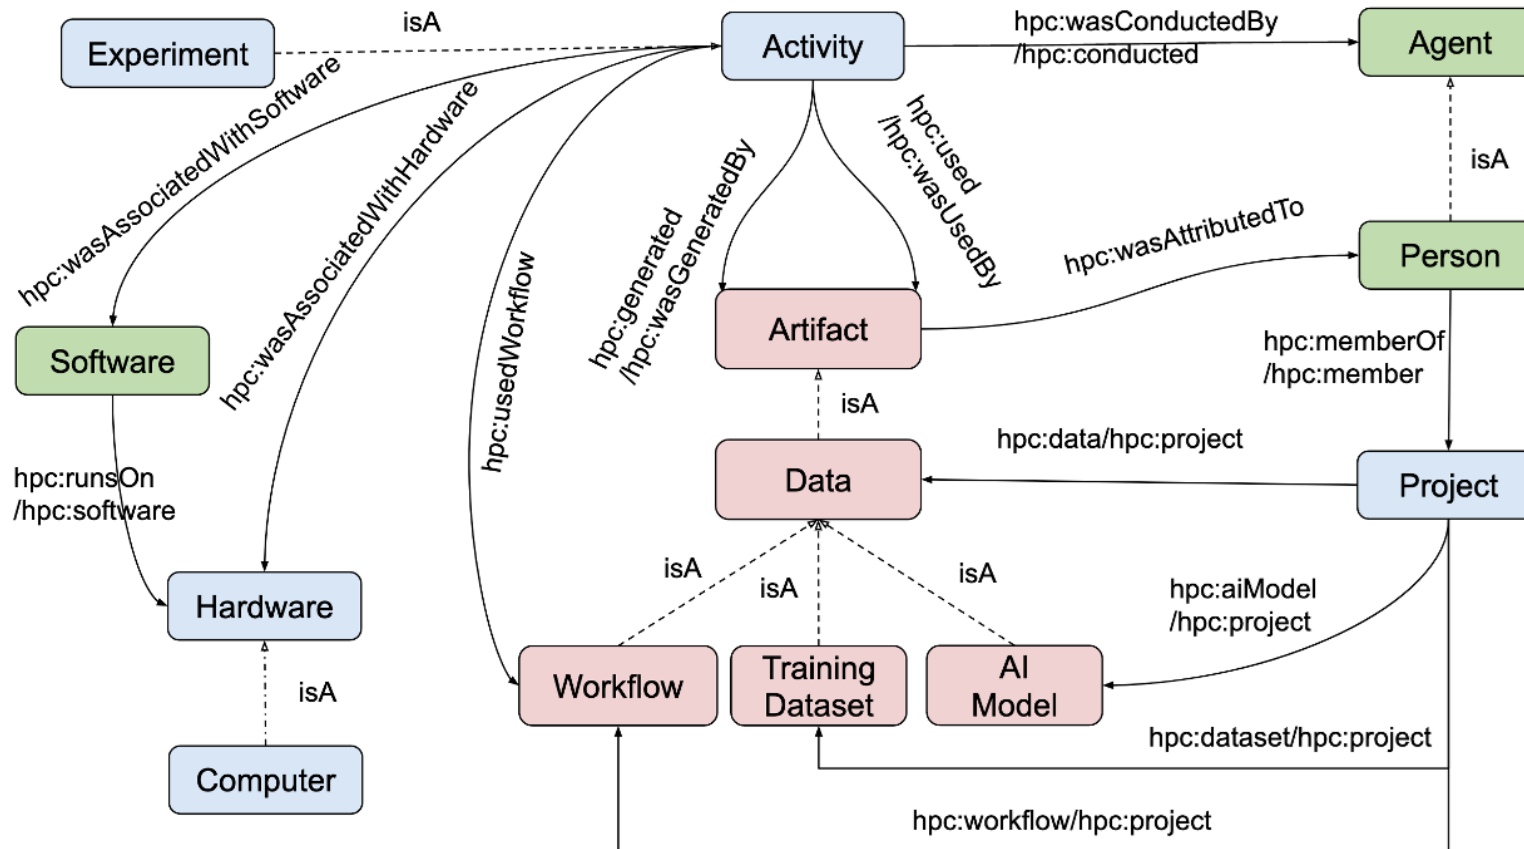 isA
hpc:wasConductedBy
/hpc:conducted
Experiment
Activity
Agent
hpc:wasAssociatedWithSoftware
hpc:wasAssociatedWithHardware
hpc:usedWorkflow
hpc:generated
/hpc:wasGeneratedBy
hpc:used
/hpc:wasUsedBy
isA
hpc:wasAttributedTo
Person
Artifact
Software
hpc:memberOf
/hpc:member
isA
hpc:data/hpc:project
hpc:runsOn
/hpc:software
Data
Project
isA
isA
isA
hpc:aiModel
/hpc:project
Hardware
Workflow
Training
Dataset
AI
Model
isA
hpc:dataset/hpc:project
Computer
hpc:workflow/hpc:project